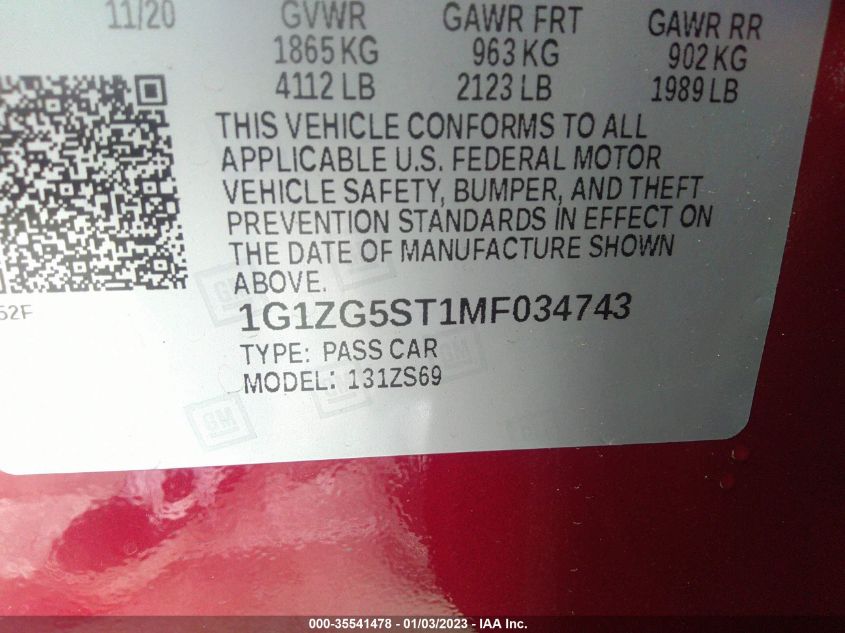 11/20 GVWR GAWR FRT GAWR RR
1865 KG 963 KG 902 KG
4112 LB 2123 LB 1989 LB
THIS VEHICLE CONFORMS TO ALL
APPLICABLE U.S. FEDERAL MOTOR
VEHICLE SAFETY, BUMPER, AND THEFT
PREVENTION STANDARDS IN EFFECT ON
THE DATE OF MANUFACTURE SHOWN
ABOVE.
52F
1G1ZG5ST1MF034743
TYPE: PASS CAR
MODEL: 131ZS69
GM
000-35541478 - 01/03/2023 - IAA Inc.